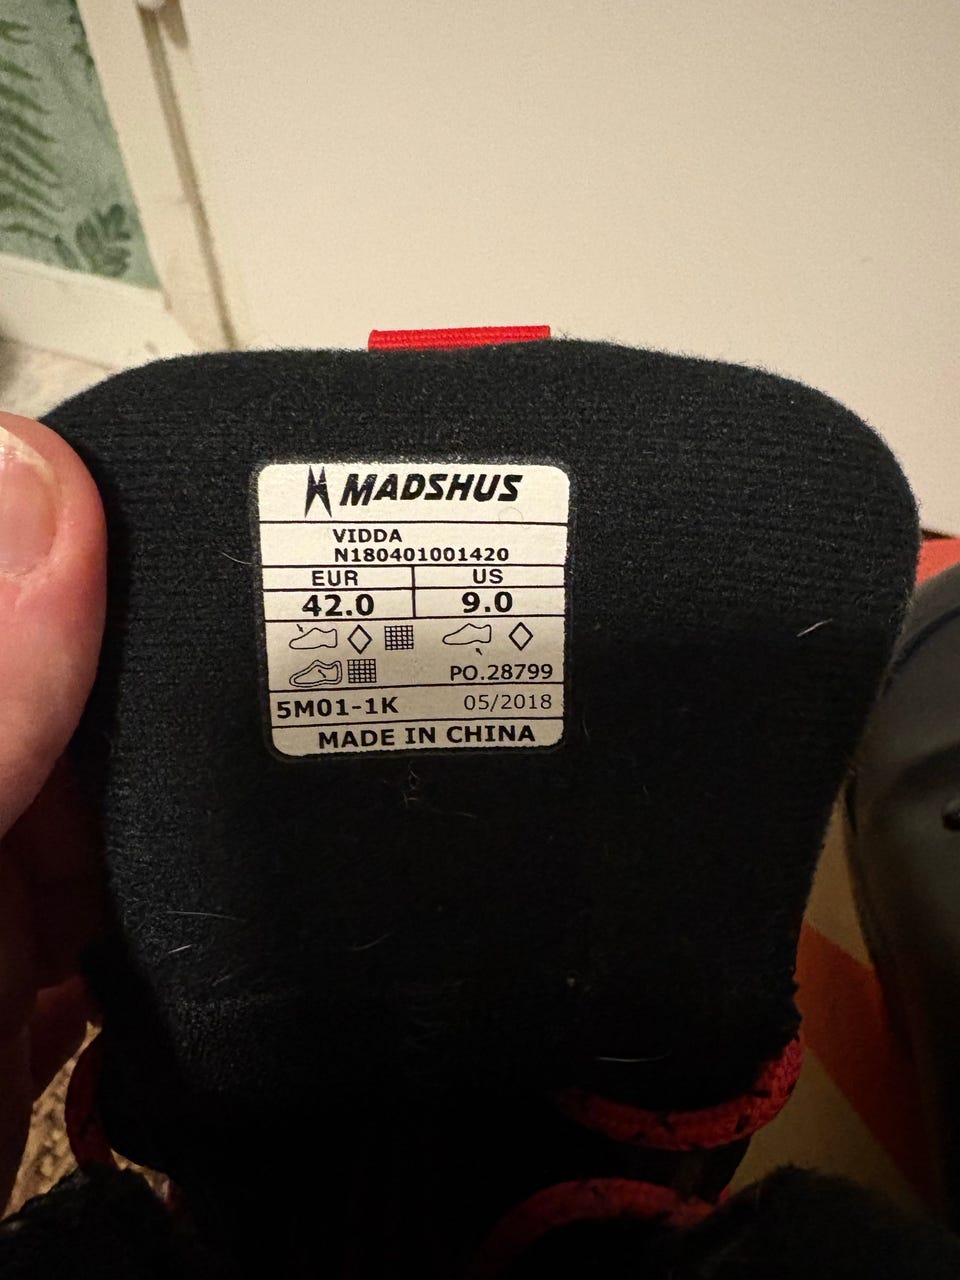 MADSHUS
VIDDA
N180401001420
EUR US
42.0 9.0
PO.28799
5M01-1K 05/2018
MADE IN CHINA